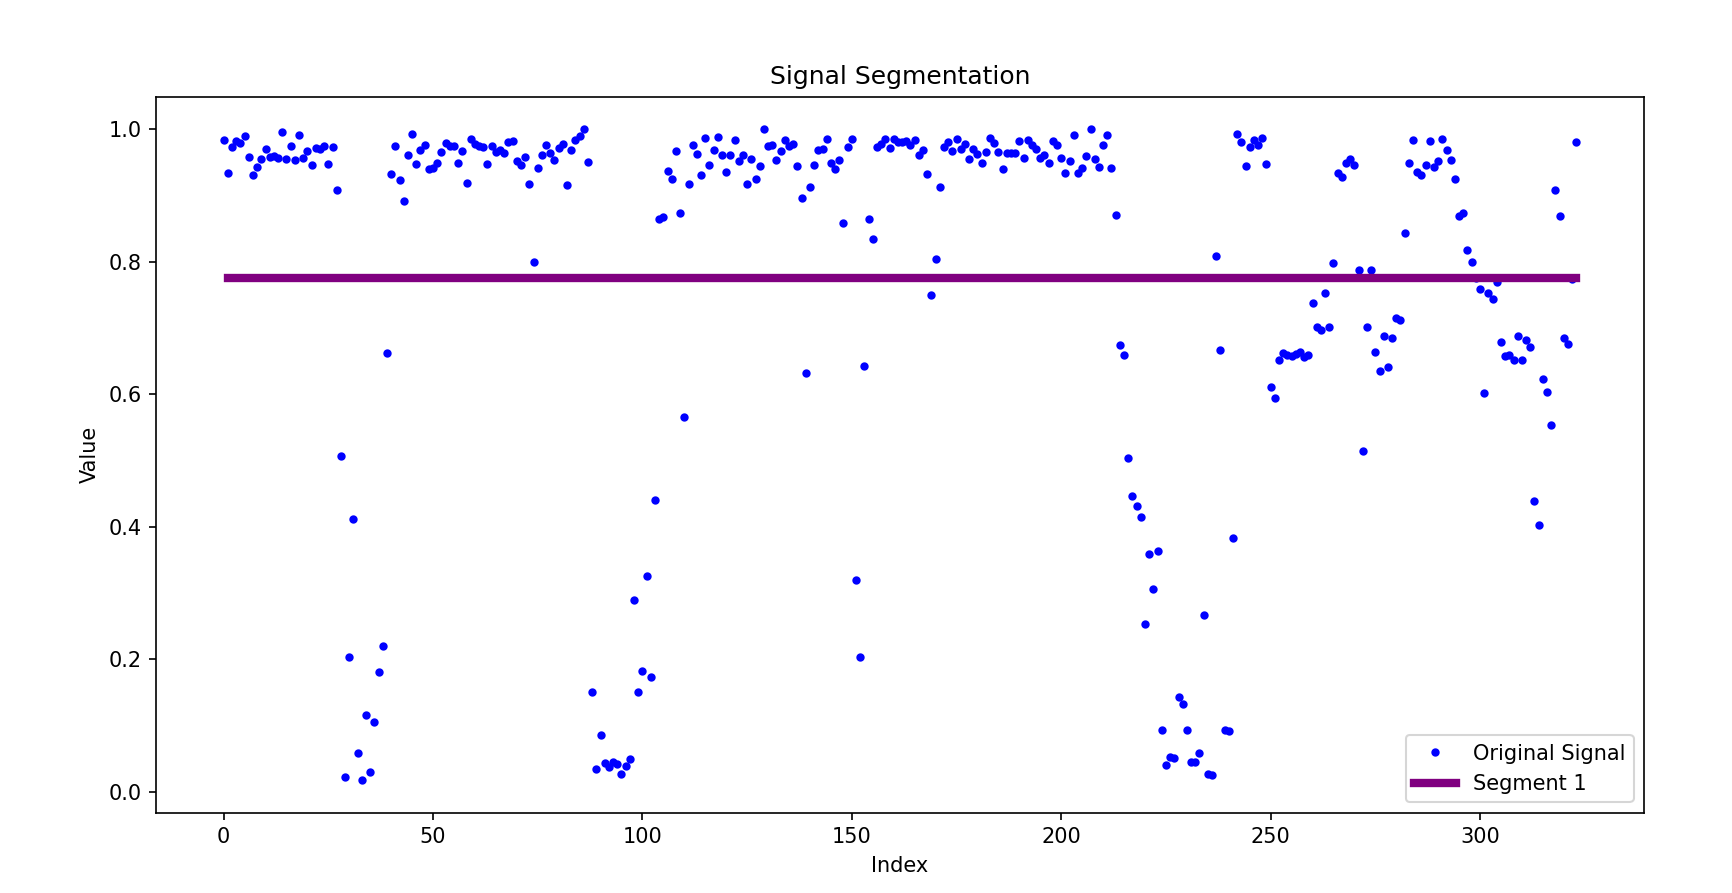 Signal Segmentation
1.0
0.8
0.6
0.4
0.2
0.0
Value
0 50 100 150 200 250 300
Index
Original Signal
Segment 1